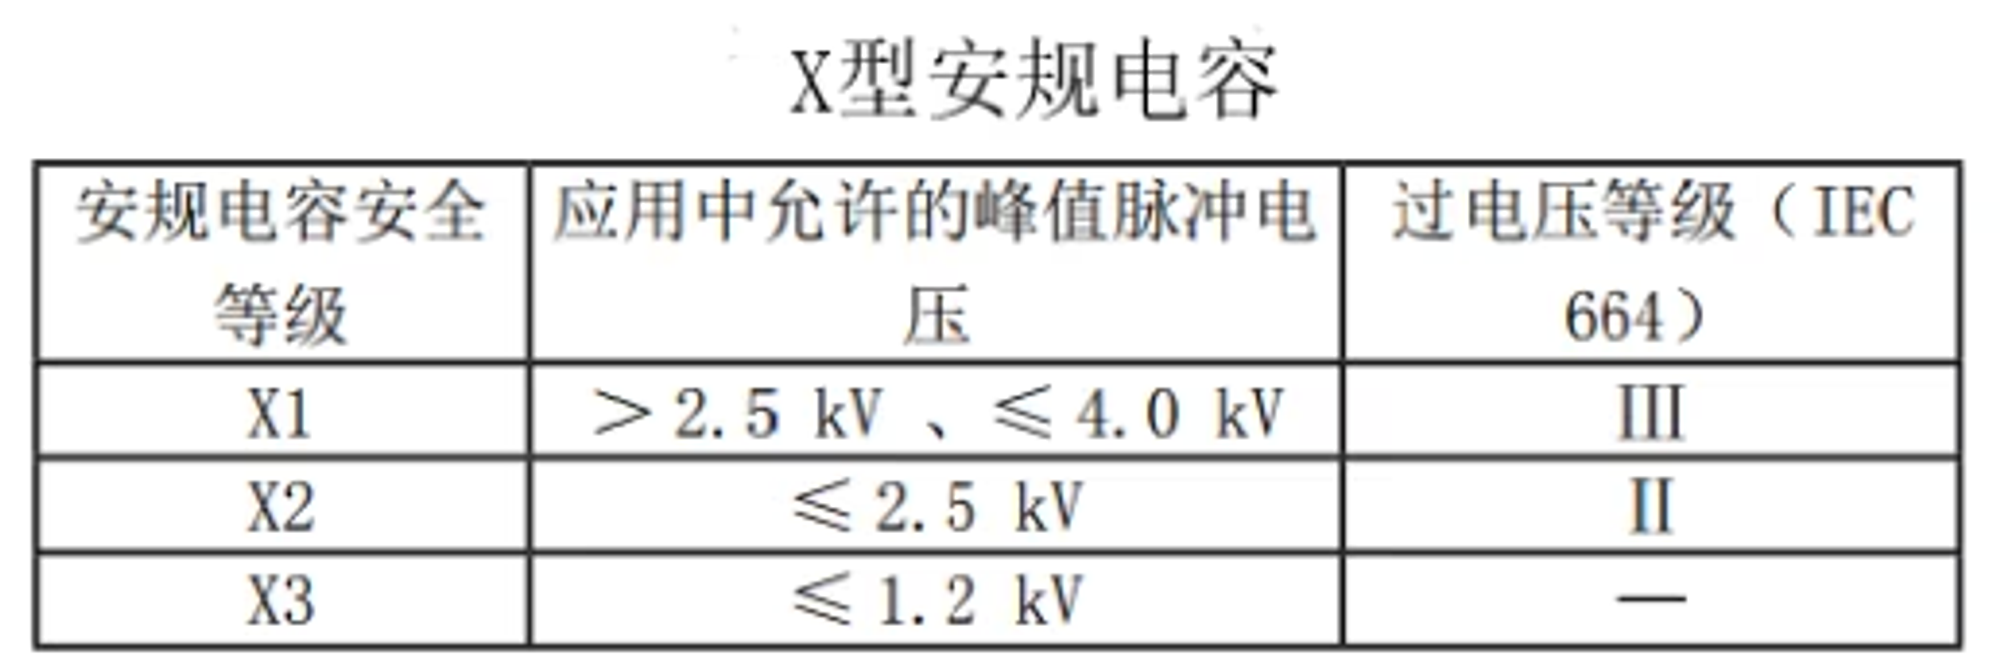 X型安规电容
安规电容安全
等级
应用中允许的峰值脉冲电
压
过电压等级（IEC
664）
X1
＞2.5 kV 、≤4.0 kV
III
X2
≤2.5 kV
II
X3
≤1.2 kV
—